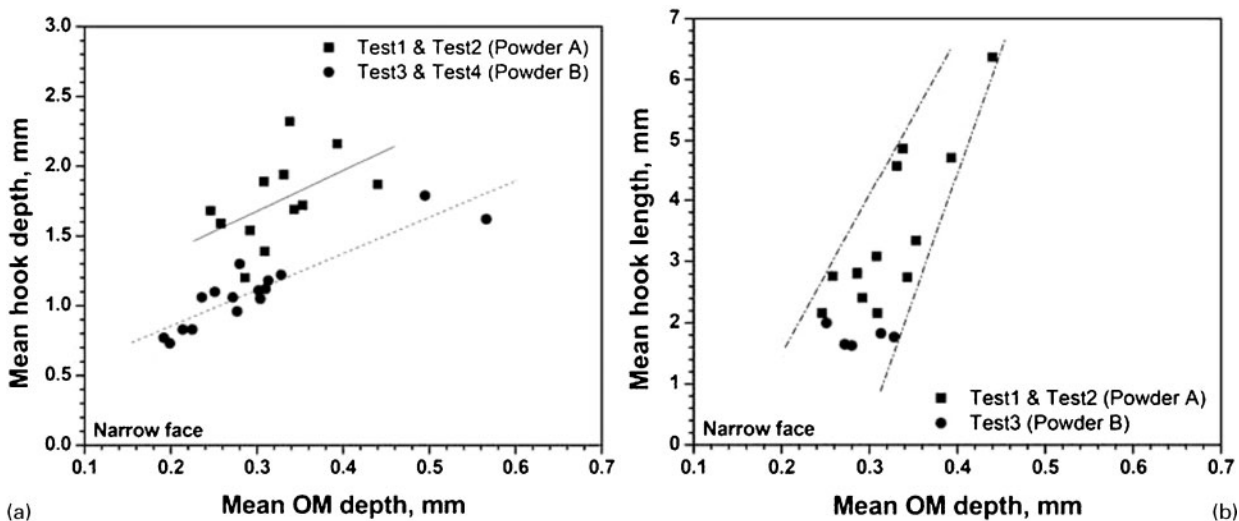 3.0
2.5
2.0
1.5
1.0
0.5
0.0
Mean hook depth, mm
Test1 & Test2 (Powder A)
Test3 & Test4 (Powder B)
Narrow face
0.1 0.2 0.3 0.4 0.5 0.6 0.7
Mean OM depth, mm
(a)
7
6
5
4
3
2
1
0
Mean hook length, mm
Test1 & Test2 (Powder A)
Test3 (Powder B)
Narrow face
0.1 0.2 0.3 0.4 0.5 0.6 0.7
Mean OM depth, mm
(b)